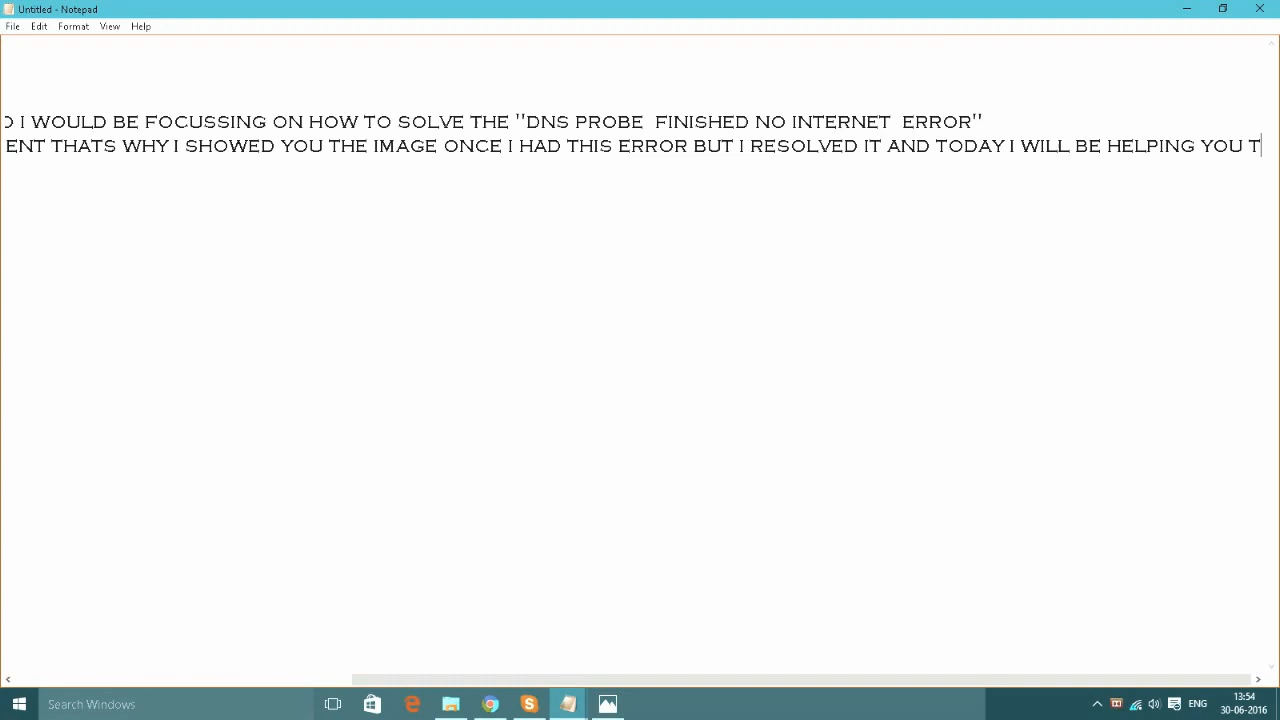 Untitled - Notepad
File Edit Format View Help
I WOULD BE FOCUSSING ON HOW TO SOLVE THE "DNS PROBE  FINISHED NO INTERNET  ERROR"
ENT THATS WHY I SHOWED YOU THE IMAGE ONCE I HAD THIS ERROR BUT I RESOLVED IT AND TODAY I WILL BE HELPING YOU T
Search Windows
ENG
13:54
30-06-2016